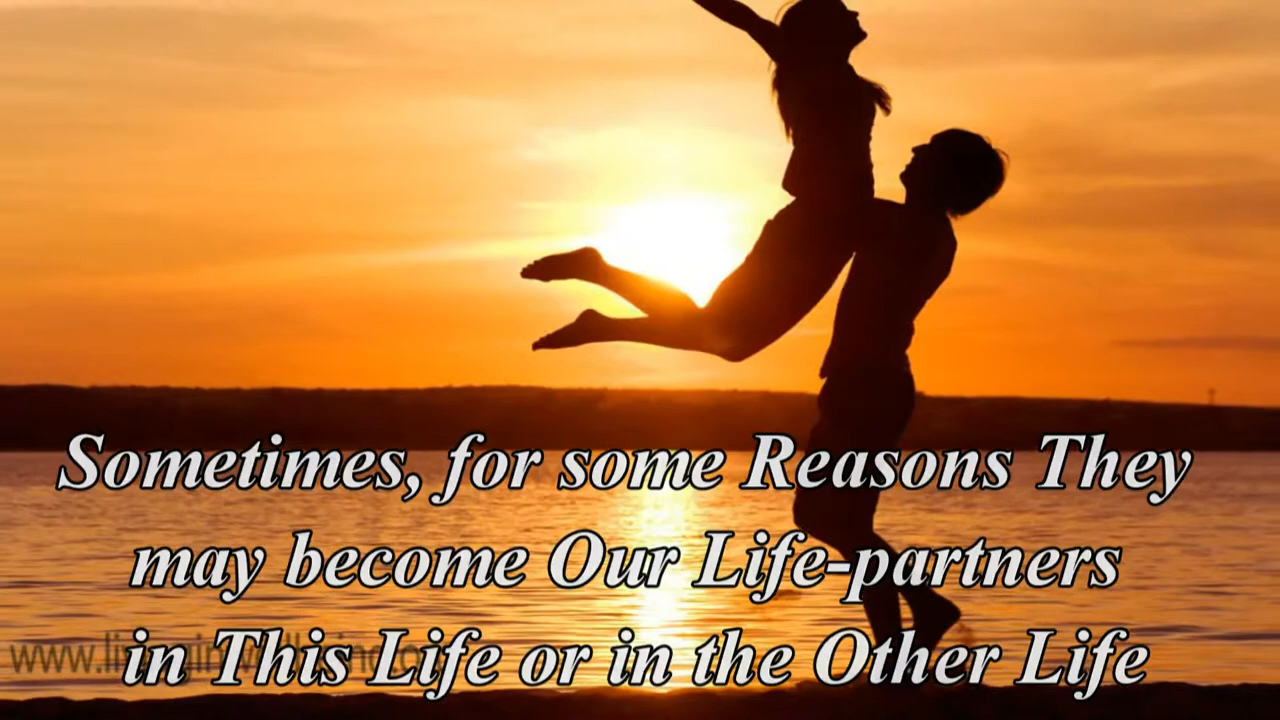 Sometimes, for some Reasons They
may become Our Life-partners
in This Life or in the Other Life